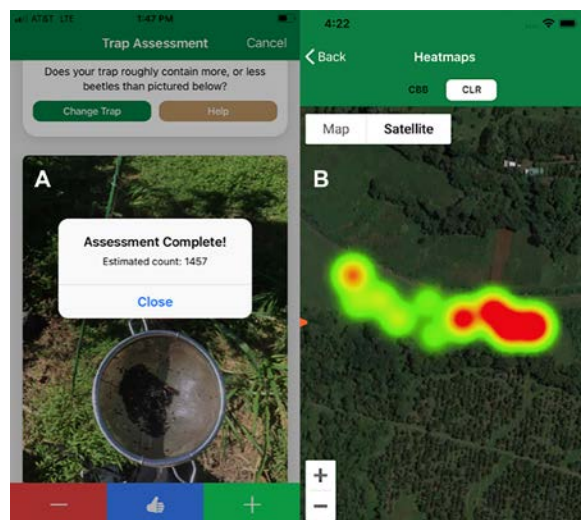 AT&T LTE 1:47 PM
Trap Assessment Cancel
Does your trap roughly contain more, or less
beetles than pictured below?
Change Trap Help
A
Assessment Complete!
Estimated count: 1457
Close
4:22
Back Heatmaps
CBB CLR
Map Satellite
B